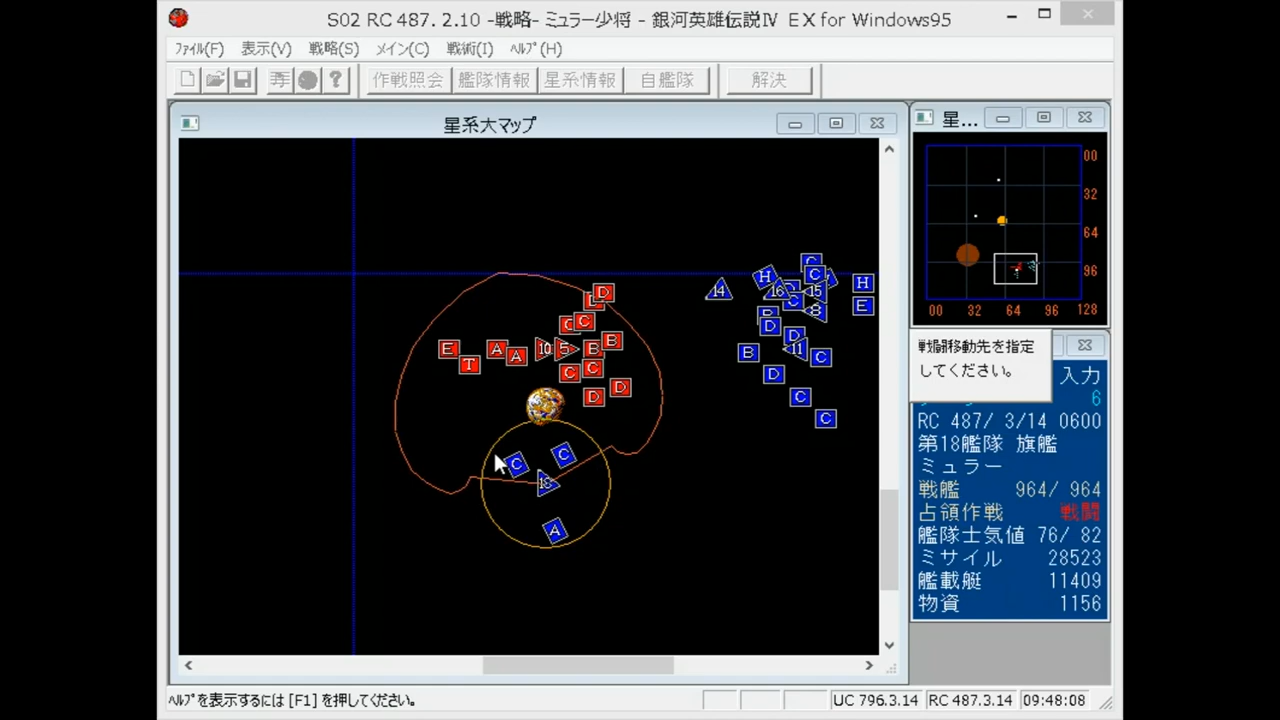 S02 RC 487. 2.10 -戦略- ミュラー少将 - 銀河英雄伝説Ⅳ ＥＸ for Windows95
ﾌｧｲﾙ(F) 表示(V) 戦略(S) ﾒｲﾝ(C) 戦術(I) ﾍﾙﾌﾟ(H)
作戦照会 艦隊情報 星系情報 自艦隊 解決
星系大マップ
星...
00
32
64
96
00 32 64 96 128
戦闘移動先を指定
してください。
入力
6
RC 487/ 3/14 0600
第18艦隊 旗艦
ミュラー
戦艦 964/ 964
占領作戦 戦闘
艦隊士気値 76/ 82
ミサイル 28523
艦載艇 11409
物資 1156
C
H C
14 16 15 H
8 E
D
D
B 11 C
D
C
C
D
C
B
E A A 10 5 B
T C C
D D
C C
18
A
ﾍﾙﾌﾟを表示するには [F1] を押してください。
UC 796.3.14 RC 487.3.14 09:48:08